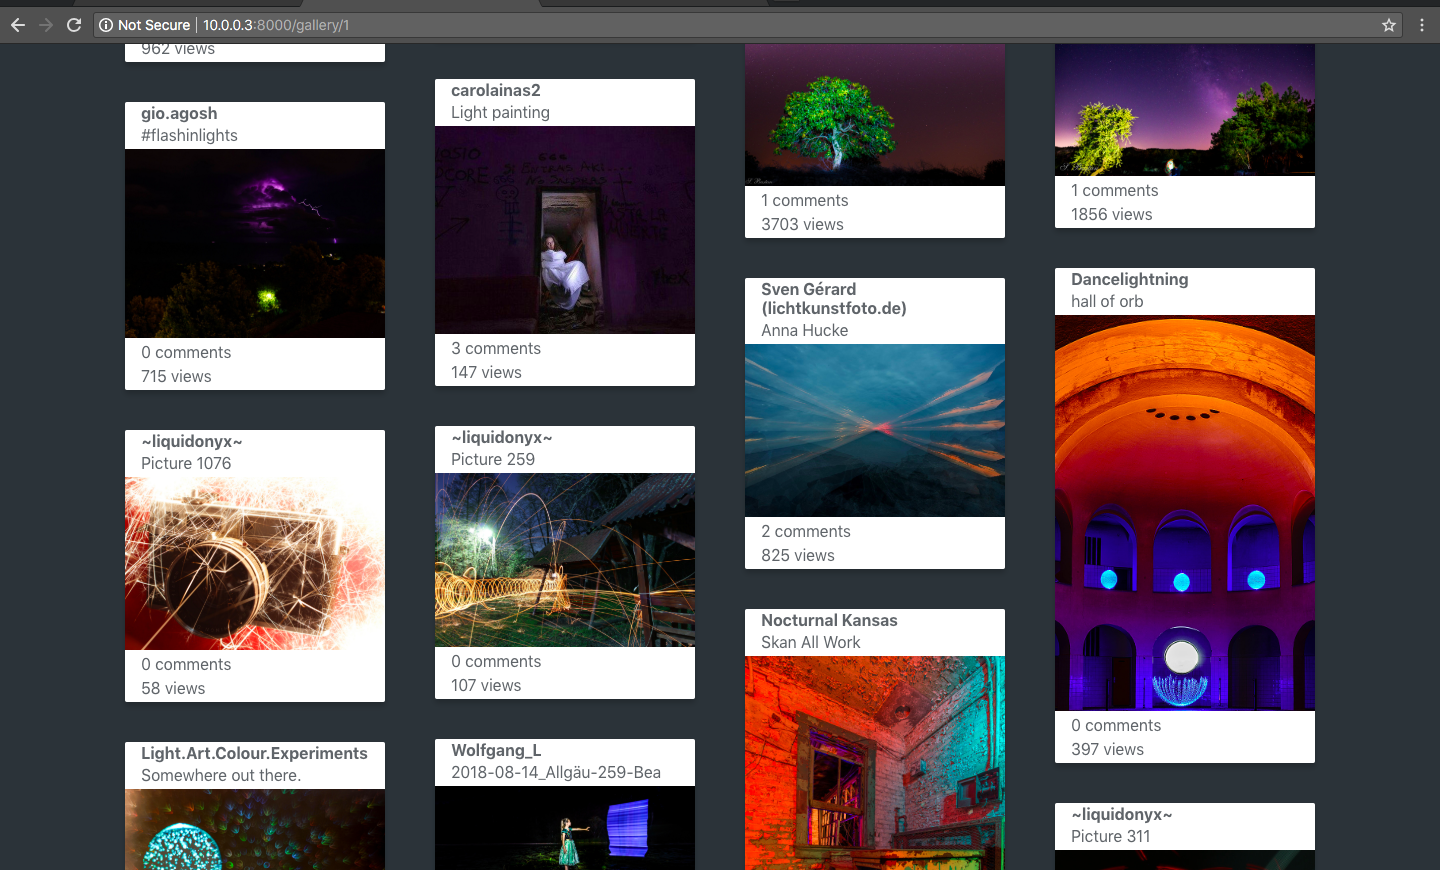 Not Secure | 10.0.0.3:8000/gallery/1
962 views
gio.agosh
#flashinlights
0 comments
715 views
~liquidonyx~
Picture 1076
0 comments
58 views
Light.Art.Colour.Experiments
Somewhere out there.
carolainas2
Light painting
3 comments
147 views
~liquidonyx~
Picture 259
0 comments
107 views
Wolfgang_L
2018-08-14_Allgäu-259-Bea
1 comments
3703 views
Sven Gérard
(lichtkunstfoto.de)
Anna Hucke
2 comments
825 views
Nocturnal Kansas
Skan All Work
1 comments
1856 views
Dancelightning
hall of orb
0 comments
397 views
~liquidonyx~
Picture 311